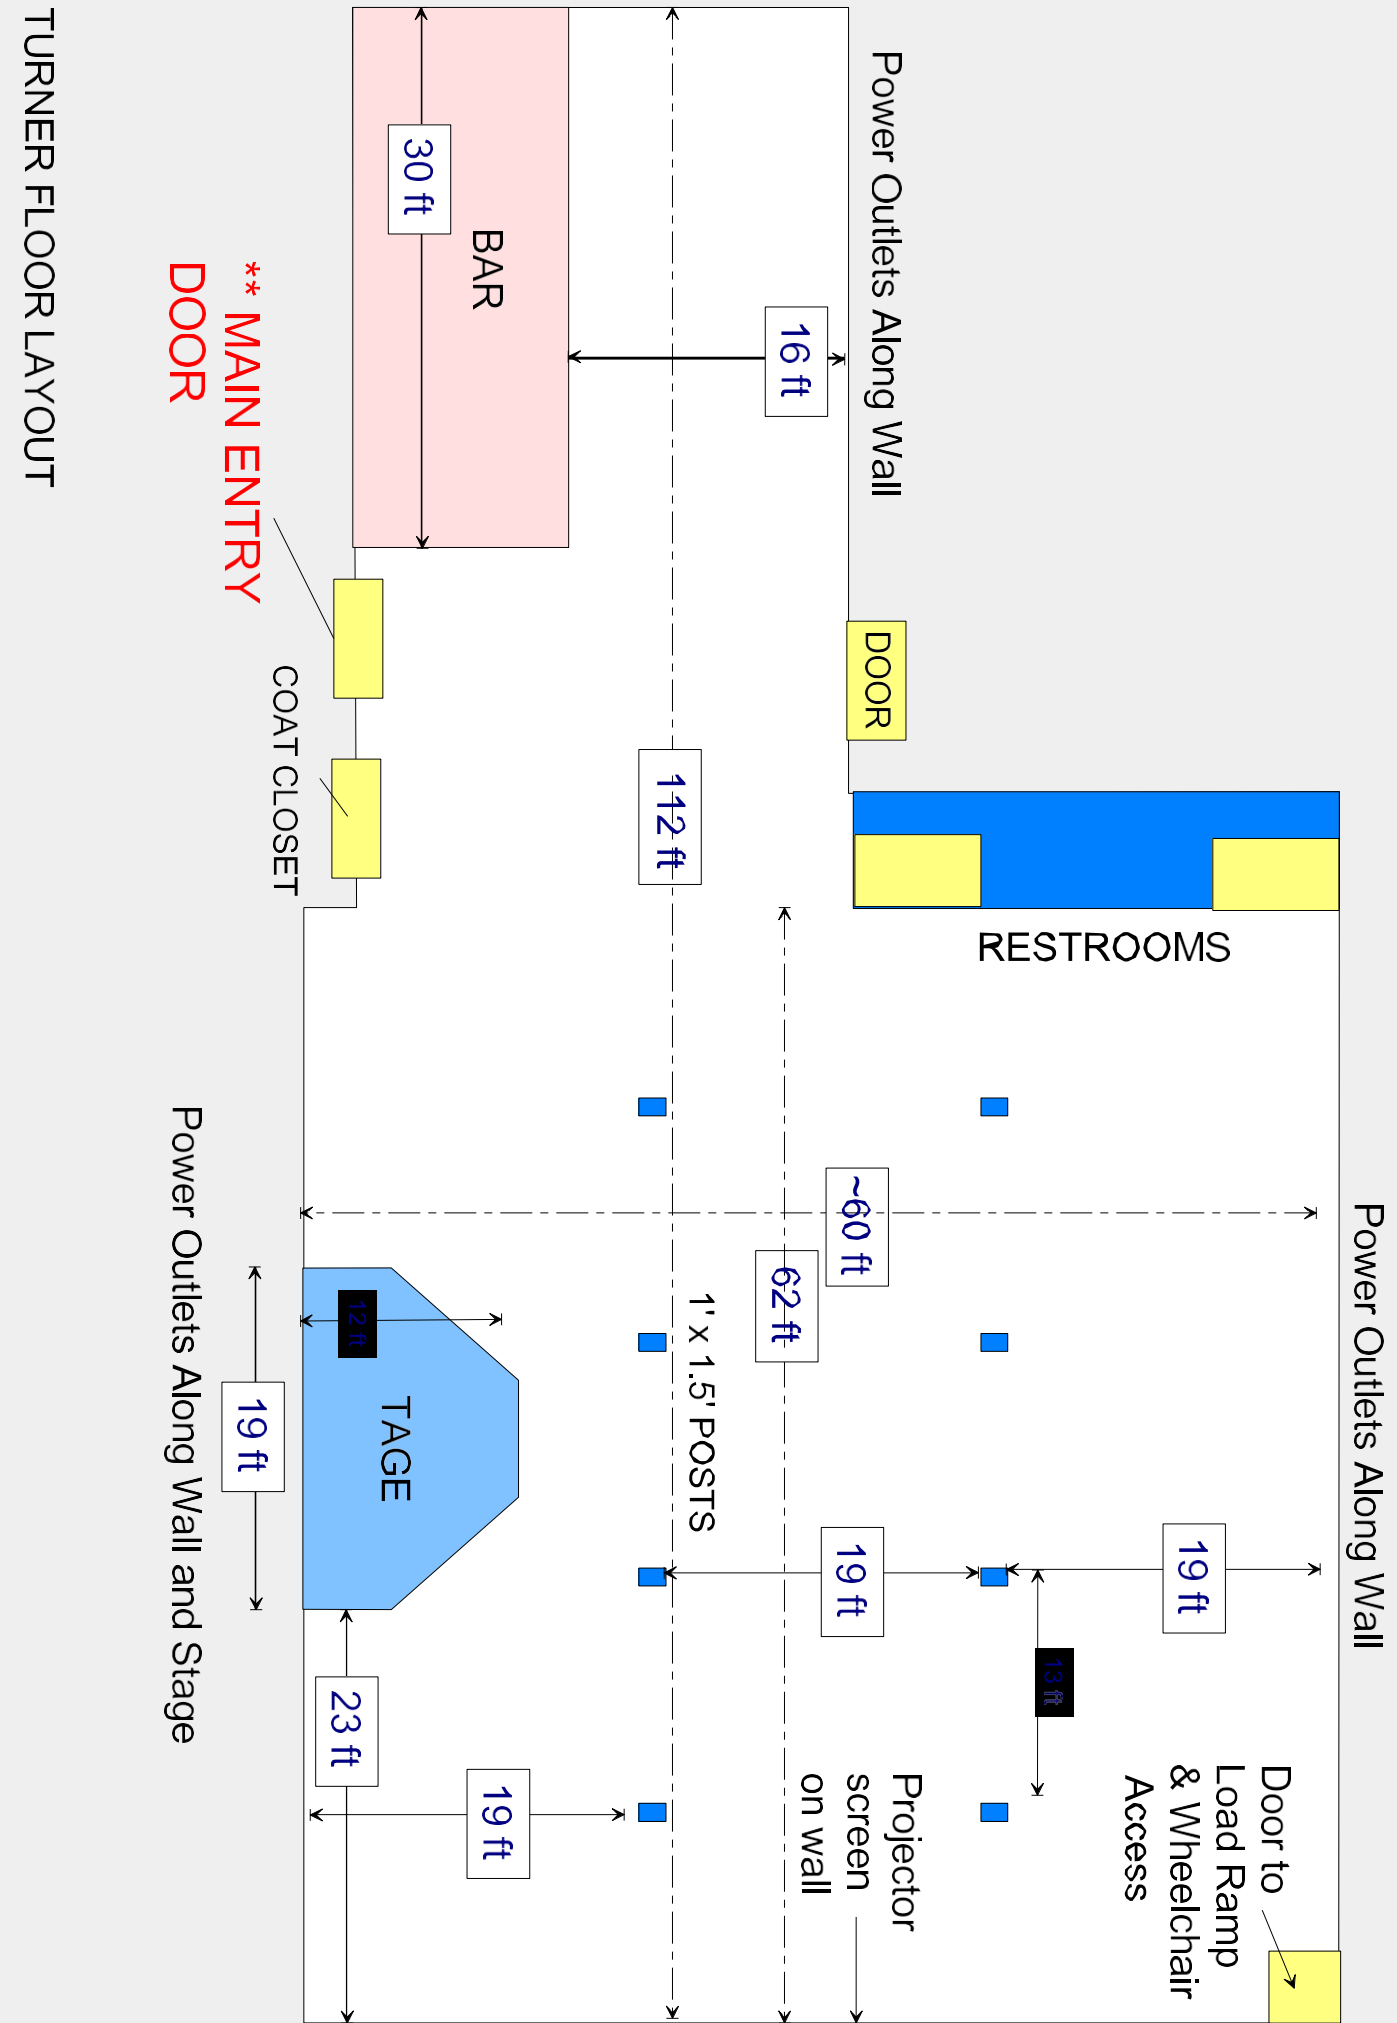 TURNER FLOOR LAYOUT
Power Outlets Along Wall
30 ft
BAR
16 ft
** MAIN ENTRY
DOOR
DOOR
COAT CLOSET
112 ft
RESTROOMS
Power Outlets Along Wall
~60 ft
62 ft
1' x 1.5' POSTS
12 ft
TAGE
19 ft
Power Outlets Along Wall and Stage
19 ft
19 ft
13 ft
23 ft
19 ft
Projector
screen
on wall
Door to
Load Ramp
& Wheelchair
Access